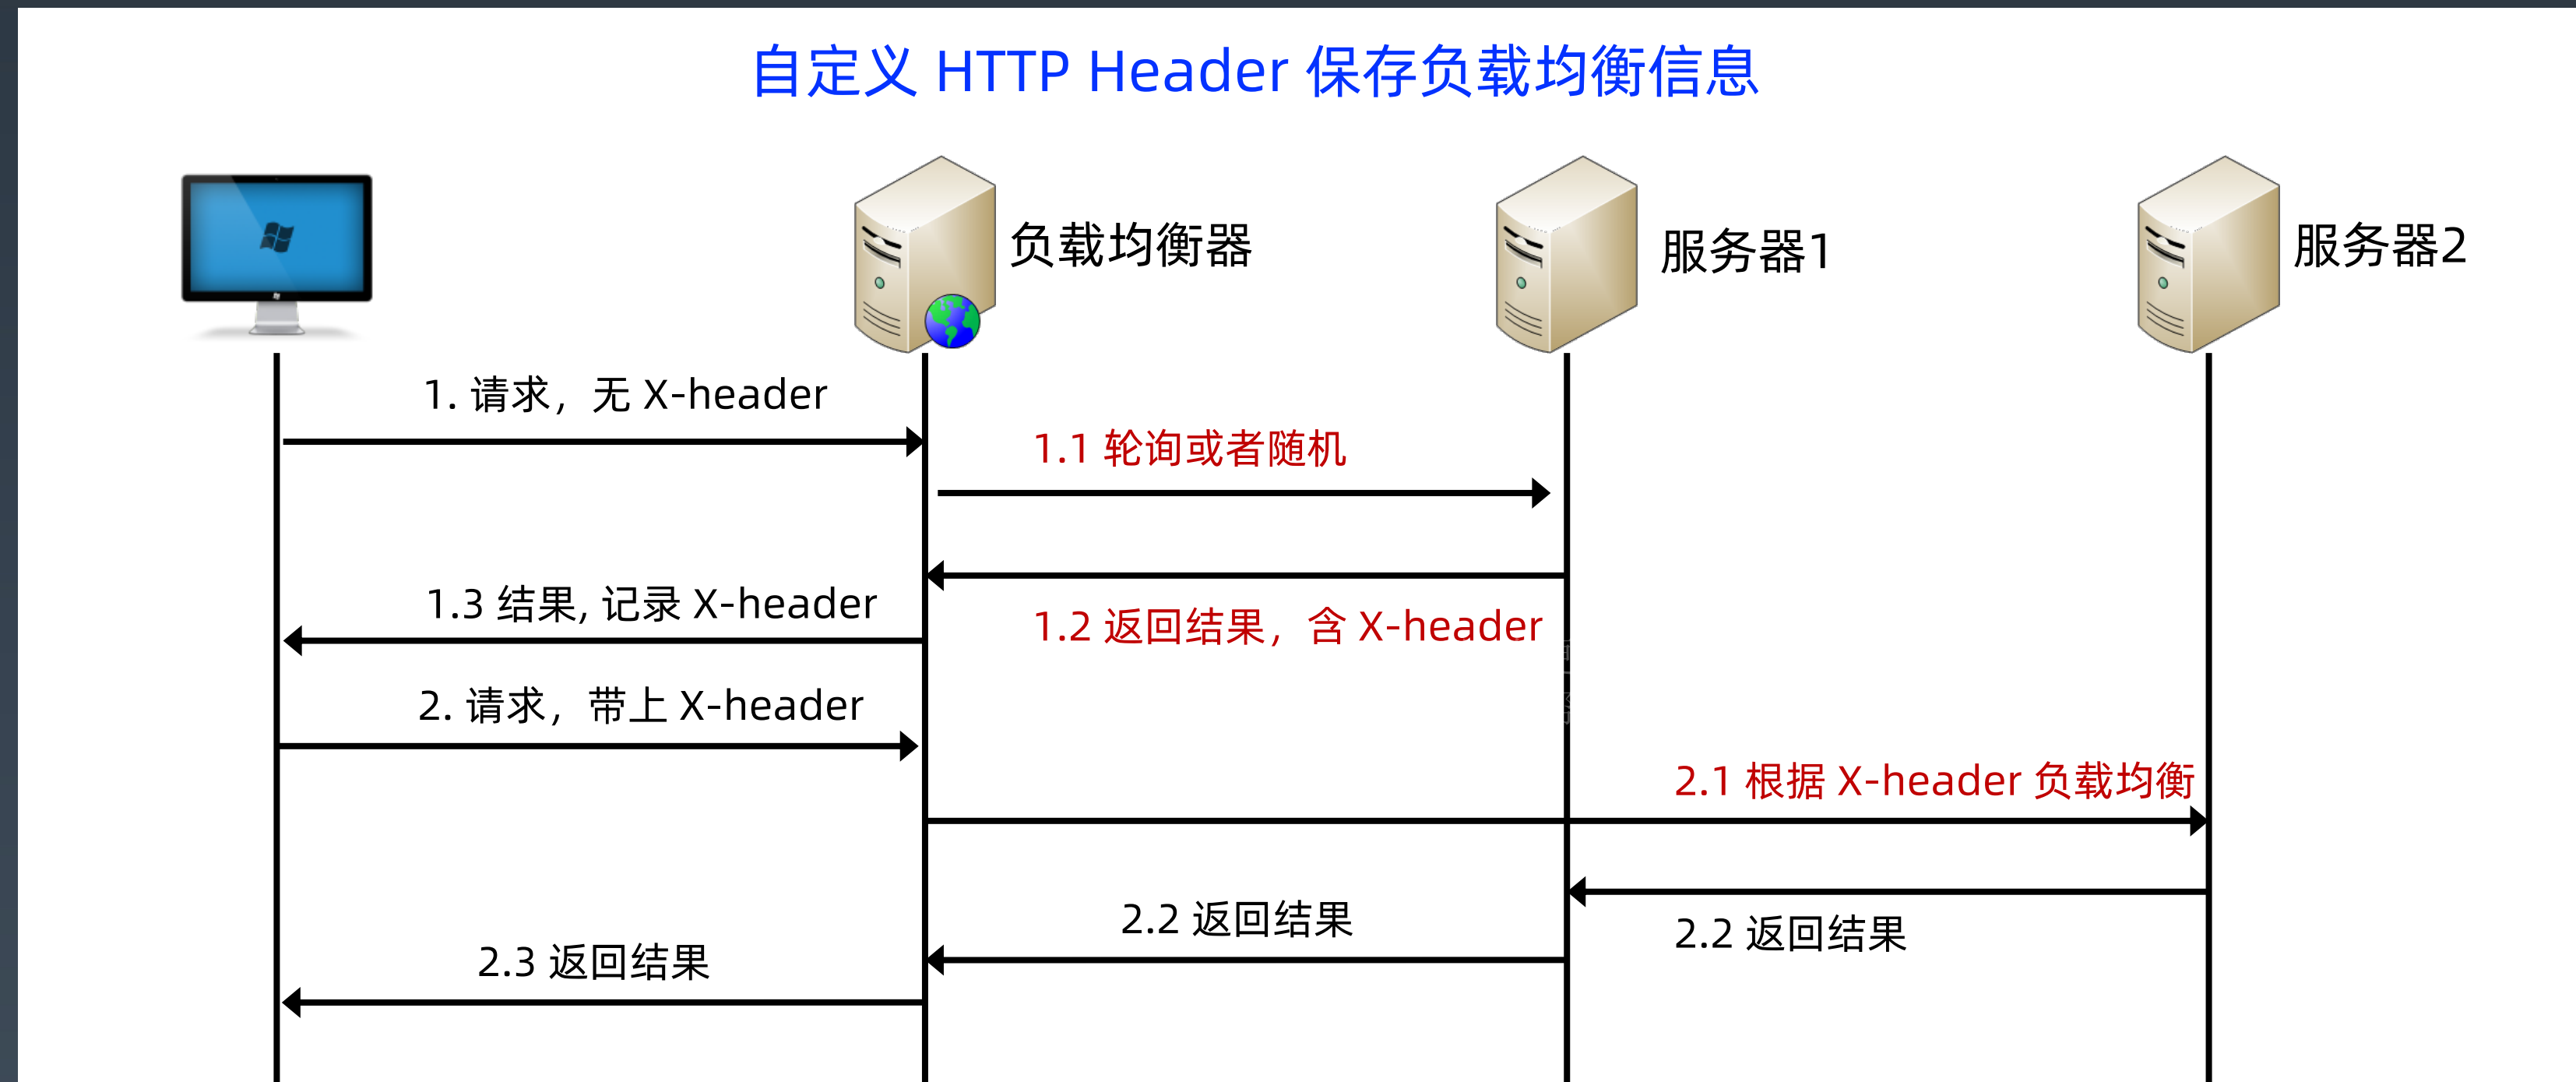 自定义 HTTP Header 保存负载均衡信息
负载均衡器
服务器1
服务器2
1. 请求，无 X-header
1.1 轮询或者随机
1.3 结果, 记录 X-header
1.2 返回结果，含 X-header
2. 请求，带上 X-header
2.1 根据 X-header 负载均衡
2.2 返回结果
2.2 返回结果
2.3 返回结果